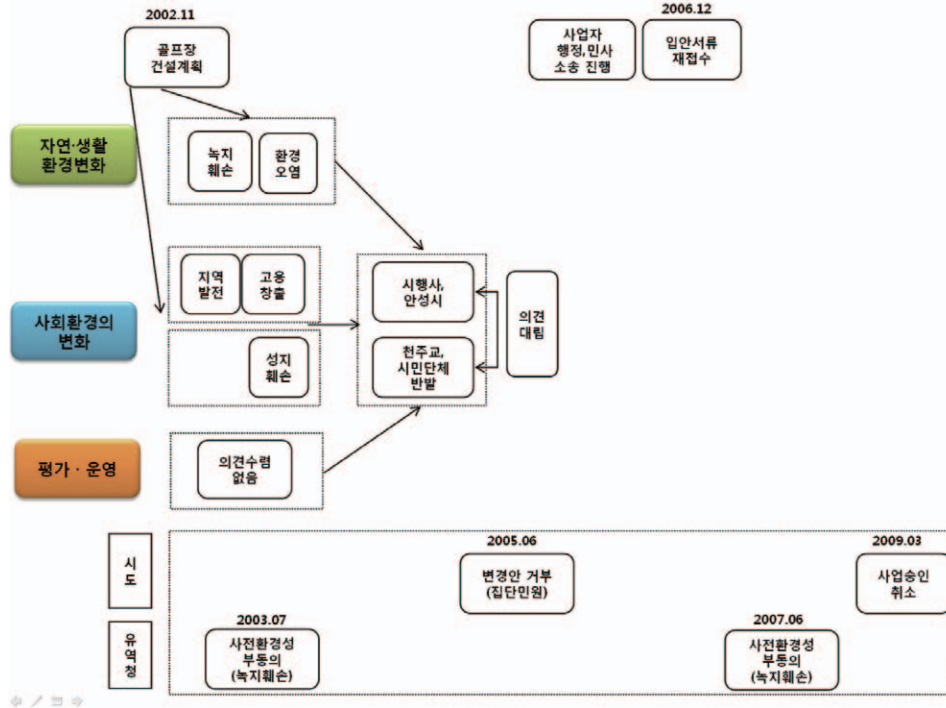 2002.11
골프장
건설계획
2006.12
사업자
행정,민사
소송 진행
입안서류
재접수
자연·생활
환경변화
녹지
훼손
환경
오염
사회환경의
변화
지역
발전
고용
창출
성지
훼손
시행사,
안성시
천주교,
시민단체
반발
의견
대립
평가 · 운영
의견수렴
없음
시
도
2005.06
변경안 거부
(집단민원)
2009.03
사업승인
취소
유
역
청
2003.07
사전환경성
부동의
(녹지훼손)
2007.06
사전환경성
부동의
(녹지훼손)